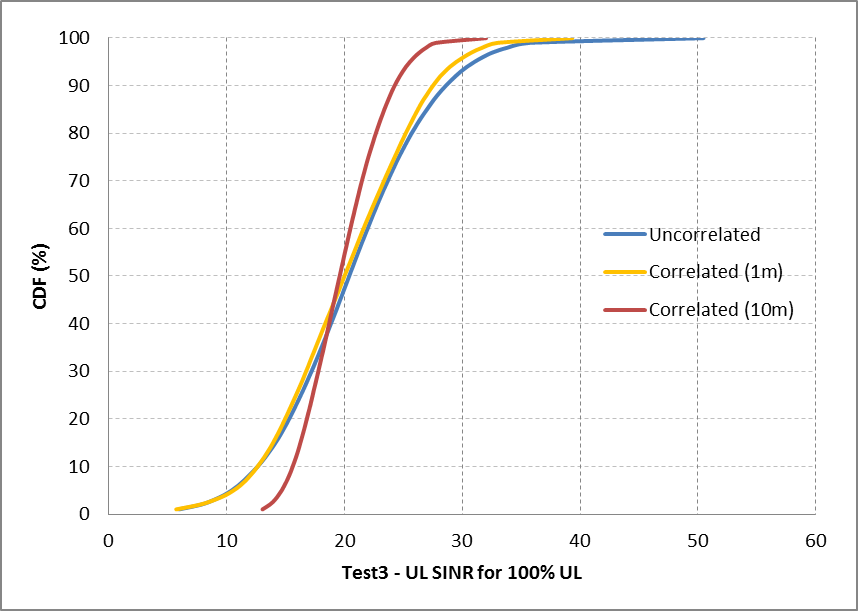 100
90
80
70
60
50
40
30
20
10
0
CDF (%)
Uncorrelated
Correlated (1m)
Correlated (10m)
0 10 20 30 40 50 60
Test3 - UL SINR for 100% UL